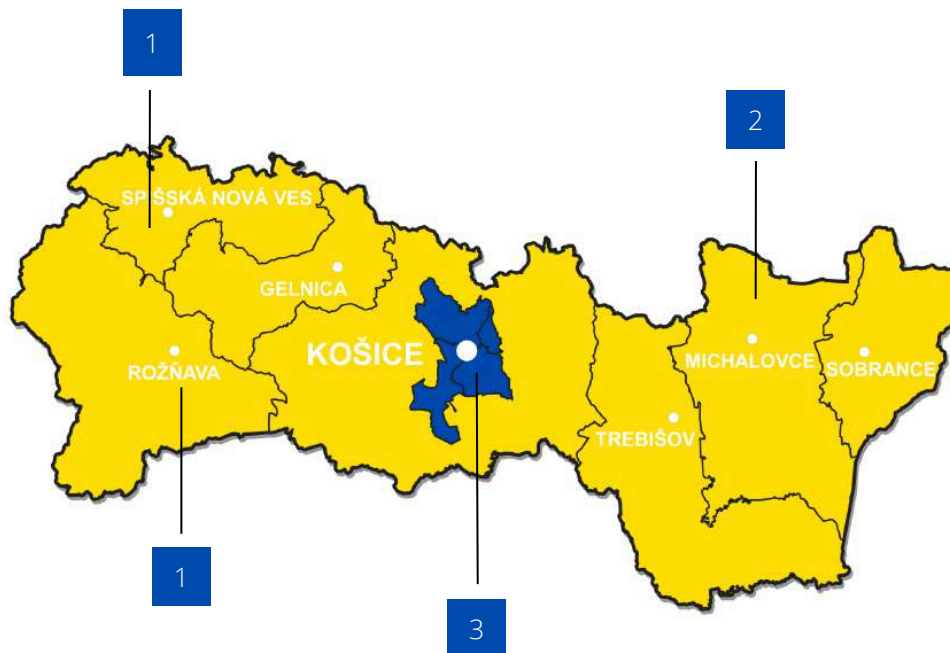 1
2
SPIŠSKÁ NOVÁ VES
GELNICA
KOŠICE
ROŽŇAVA
MICHALOVCE
SOBRANCE
TREBIŠOV
1
3